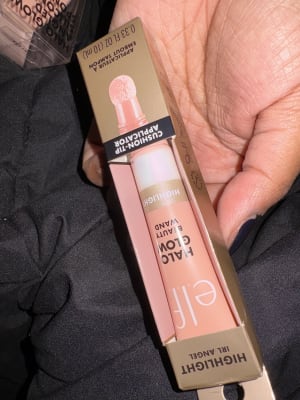 HIGHLIGHT
IRL ANGEL
e.l.f.
HALO
GLOW
BEAUTY
WAND
HIGHLIGHT
CUSHION-TIP
APPLICATOR
APPLICATEUR À
EMBOUT TAMPON
0.33 FL OZ (10 mL)